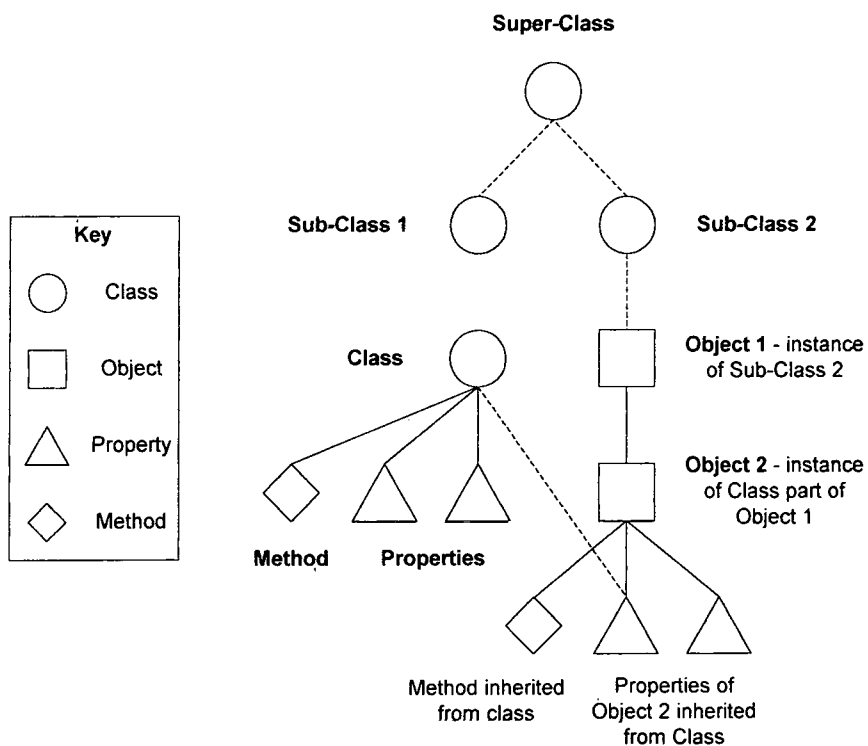 Super-Class
Sub-Class 1
Sub-Class 2
Key
Class
Object
Property
Method
Class
Object 1 - instance
of Sub-Class 2
Object 2 - instance
of Class part of
Object 1
Method
Properties
Method inherited
from class
Properties of
Object 2 inherited
from Class